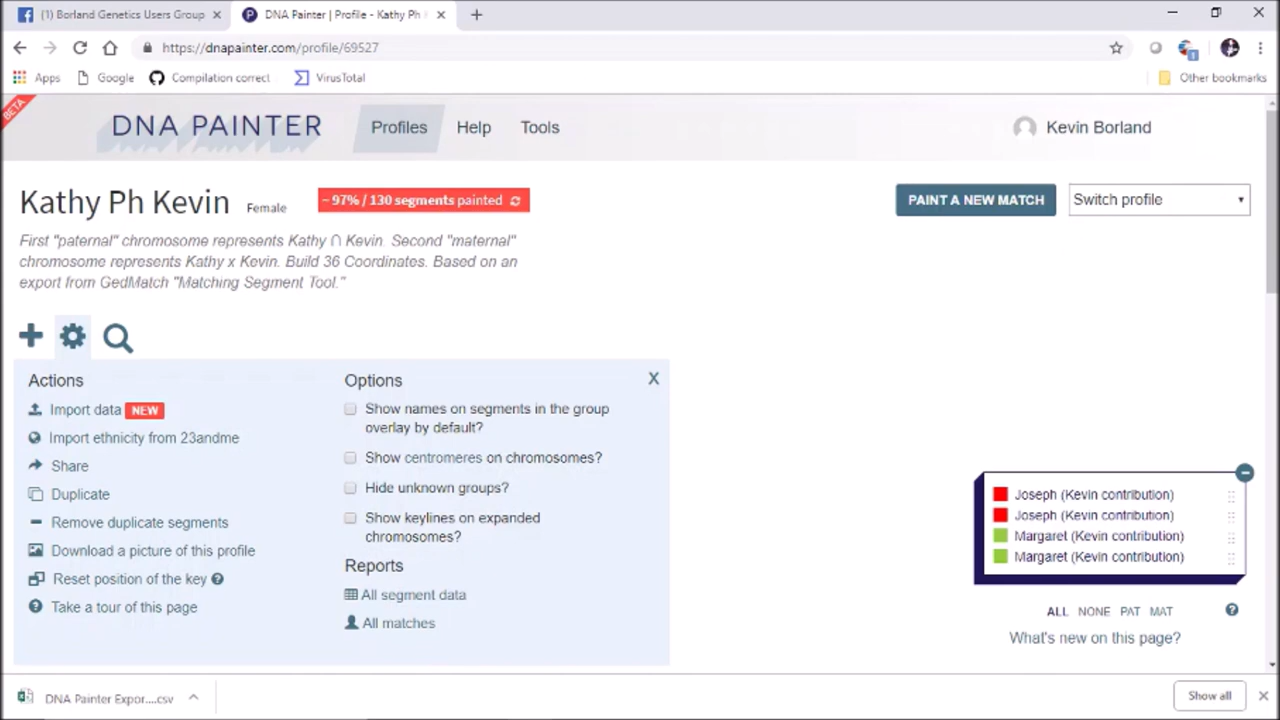 (1) Borland Genetics Users Group
DNA Painter | Profile - Kathy Ph
https://dnapainter.com/profile/69527
1
Apps
Google
Compilation correct
VirusTotal
Other bookmarks
BETA
DNA PAINTER
Profiles
Help
Tools
Kevin Borland
Kathy Ph Kevin
Female
~ 97% / 130 segments painted
PAINT A NEW MATCH
Switch profile
First "paternal" chromosome represents Kathy ∩ Kevin. Second "maternal"
chromosome represents Kathy x Kevin. Build 36 Coordinates. Based on an
export from GedMatch "Matching Segment Tool."
Actions
Import data NEW
Import ethnicity from 23andme
Share
Duplicate
Remove duplicate segments
Download a picture of this profile
Reset position of the key ?
Take a tour of this page
Options
X
Show names on segments in the group
overlay by default?
Show centromeres on chromosomes?
Hide unknown groups?
Show keylines on expanded
chromosomes?
Reports
All segment data
All matches
Joseph (Kevin contribution)
Joseph (Kevin contribution)
Margaret (Kevin contribution)
Margaret (Kevin contribution)
ALL NONE PAT MAT
What's new on this page?
DNA Painter Expor....csv
Show all